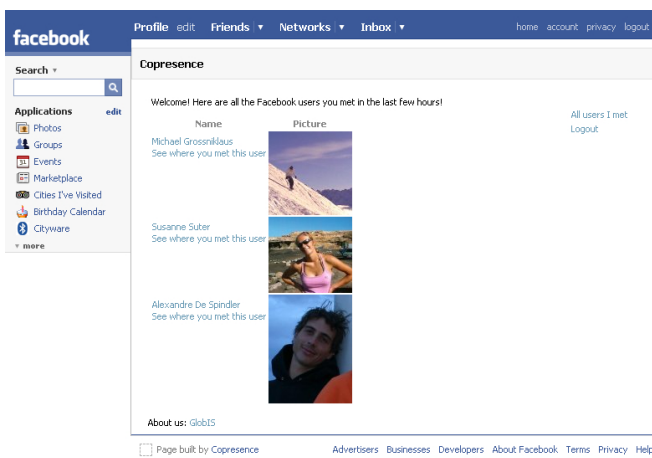 facebook
Profile edit Friends ▾ Networks ▾ Inbox ▾ home account privacy logout
Search ▾
Applications edit
Photos
Groups
31 Events
Marketplace
Cities I've Visited
Birthday Calendar
Cityware
▾ more
Copresence
Welcome! Here are all the Facebook users you met in the last few hours!
Name Picture
Michael Grossniklaus
See where you met this user
Susanne Suter
See where you met this user
Alexandre De Spindler
See where you met this user
All users I met
Logout
About us: GlobIS
Page built by Copresence Advertisers Businesses Developers About Facebook Terms Privacy Help